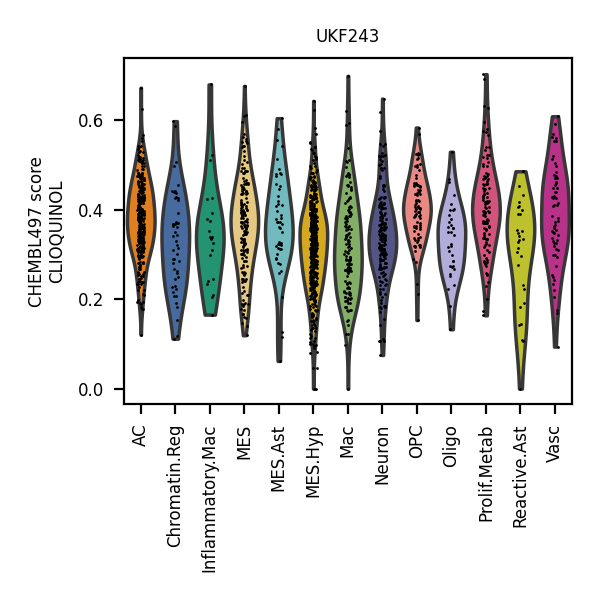 UKF243
CHEMBL497 score
CLIOQUINOL
0.6
0.4
0.2
0.0
AC
Chromatin.Reg
Inflammatory.Mac
MES
MES.Ast
MES.Hyp
Mac
Neuron
OPC
Oligo
Prolif.Metab
Reactive.Ast
Vasc